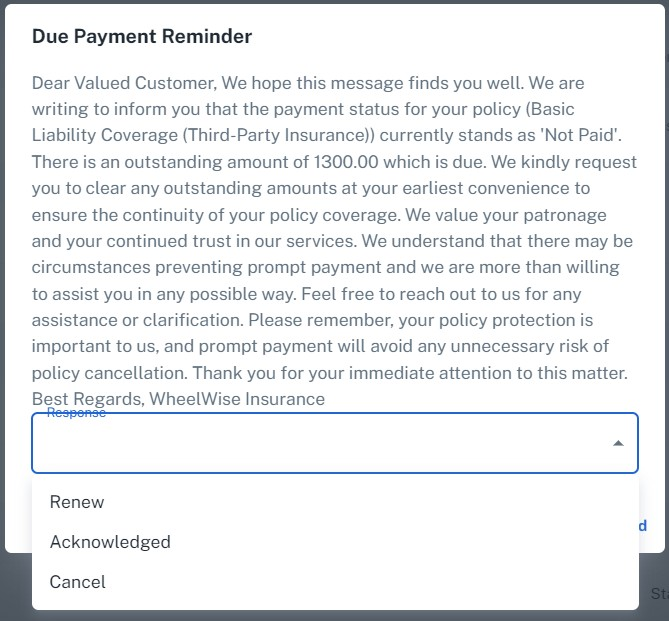 Due Payment Reminder
Dear Valued Customer, We hope this message finds you well. We are
writing to inform you that the payment status for your policy (Basic
Liability Coverage (Third-Party Insurance)) currently stands as 'Not Paid'.
There is an outstanding amount of 1300.00 which is due. We kindly request
you to clear any outstanding amounts at your earliest convenience to
ensure the continuity of your policy coverage. We value your patronage
and your continued trust in our services. We understand that there may be
circumstances preventing prompt payment and we are more than willing
to assist you in any possible way. Feel free to reach out to us for any
assistance or clarification. Please remember, your policy protection is
important to us, and prompt payment will avoid any unnecessary risk of
policy cancellation. Thank you for your immediate attention to this matter.
Best Regards, WheelWise Insurance
Response
Renew
Acknowledged
Cancel